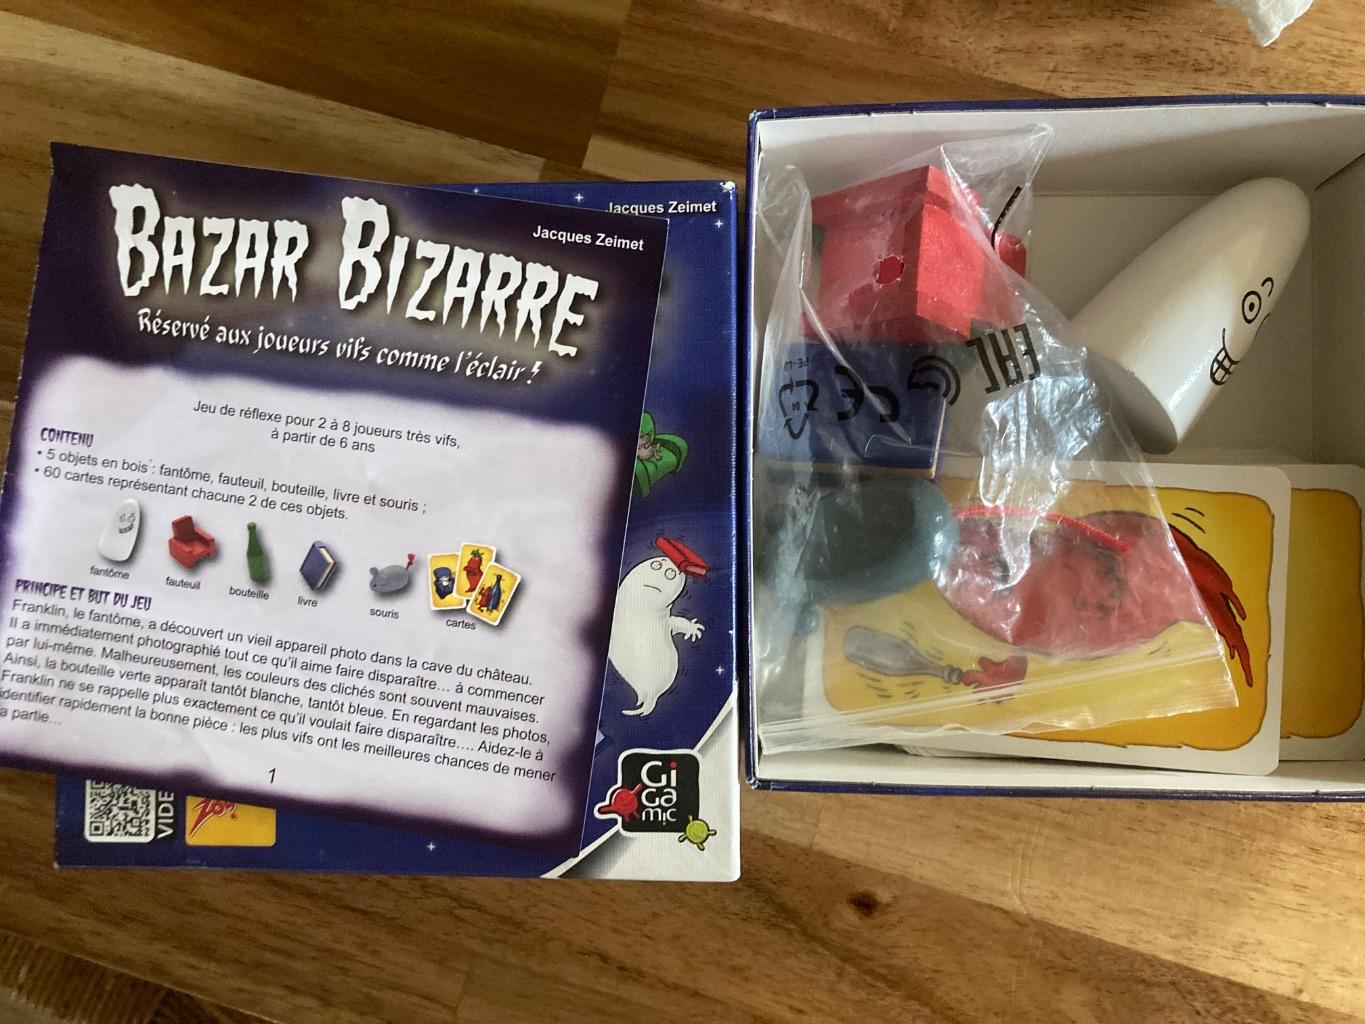 Jacques Zeimet
Jacques Zeimet
BAZAR BIZARRE
Réservé aux joueurs vifs comme l'éclair !
Jeu de réflexe pour 2 à 8 joueurs très vifs,
à partir de 6 ans
CONTENU
• 5 objets en bois : fantôme, fauteuil, bouteille, livre et souris ;
• 60 cartes représentant chacune 2 de ces objets.
fantôme
fauteuil
bouteille
livre
souris
cartes
PRINCIPE ET BUT DU JEU
Franklin, le fantôme, a découvert un vieil appareil photo dans la cave du château.
Il a immédiatement photographié tout ce qu'il aime faire disparaître... à commencer
par lui-même. Malheureusement, les couleurs des clichés sont souvent mauvaises.
Ainsi, la bouteille verte apparaît tantôt blanche, tantôt bleue. En regardant les photos,
Franklin ne se rappelle plus exactement ce qu'il voulait faire disparaître.... Aidez-le à
identifier rapidement la bonne pièce : les plus vifs ont les meilleures chances de mener
a partie...
1
VIDE
GiGamic
EAC
CE
04
PE-LD